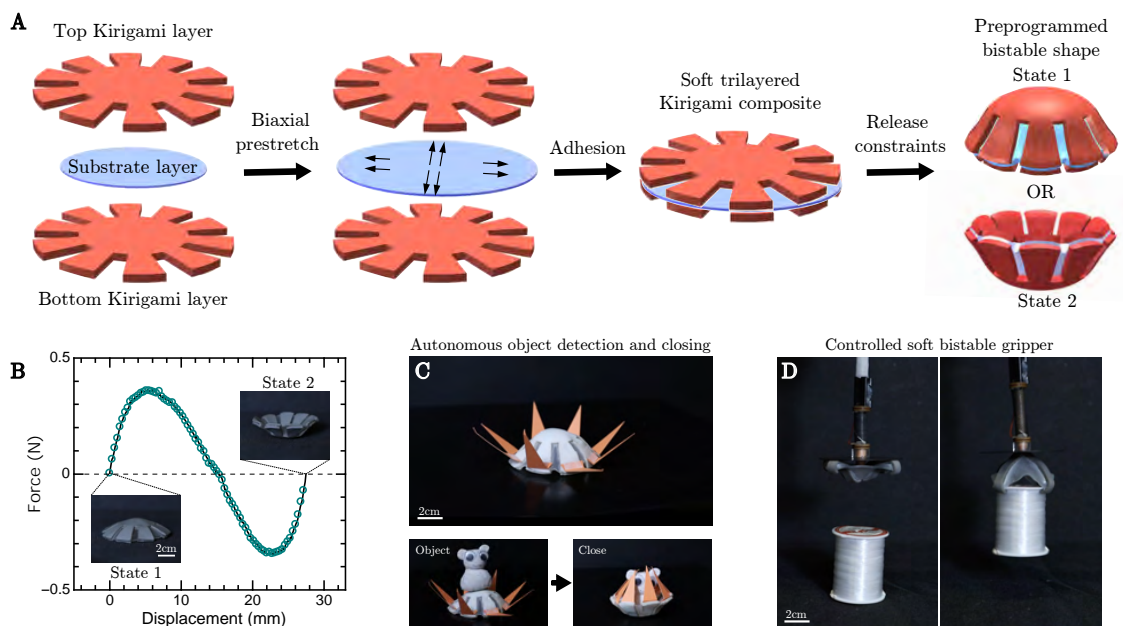 A
Top Kirigami layer
Substrate layer
Bottom Kirigami layer
Biaxial
prestretch
Adhesion
Soft trilayered
Kirigami composite
Release
constraints
Preprogrammed
bistable shape
State 1
OR
State 2
B
Force (N)
0.5
0
−0.5
0
10
20
30
Displacement (mm)
State 2
2cm
State 1
Autonomous object detection and closing
C
2cm
Object
Close
Controlled soft bistable gripper
D
2cm